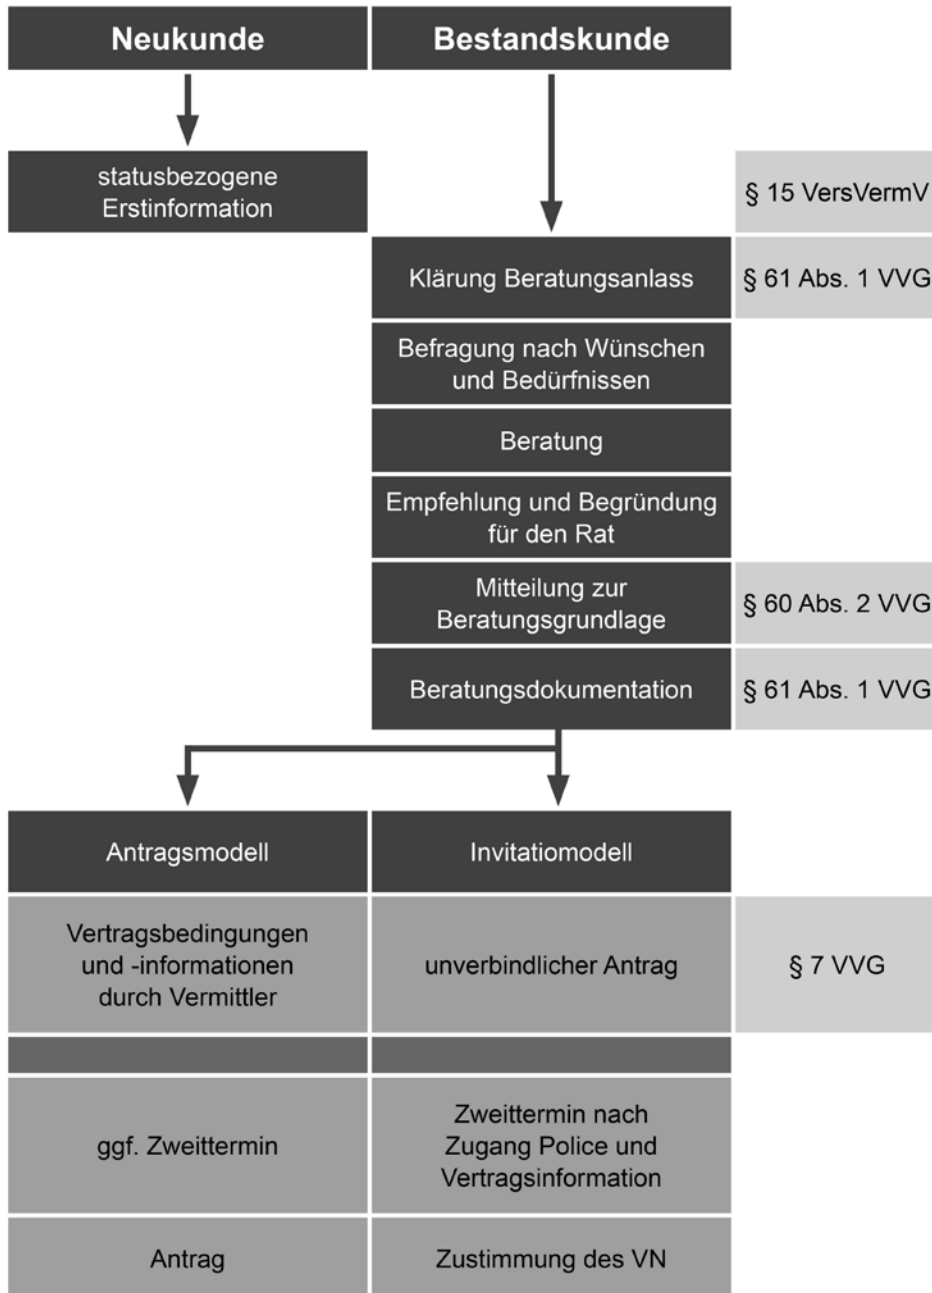 Neukunde
Bestandskunde
statusbezogene
Erstinformation
§ 15 VersVermV
Klärung Beratungsanlass
§ 61 Abs. 1 VVG
Befragung nach Wünschen
und Bedürfnissen
Beratung
Empfehlung und Begründung
für den Rat
Mitteilung zur
Beratungsgrundlage
§ 60 Abs. 2 VVG
Beratungsdokumentation
§ 61 Abs. 1 VVG
Antragsmodell
Invitatiomodell
Vertragsbedingungen
und -informationen
durch Vermittler
unverbindlicher Antrag
§ 7 VVG
ggf. Zweittermin
Zweittermin nach
Zugang Police und
Vertragsinformation
Antrag
Zustimmung des VN